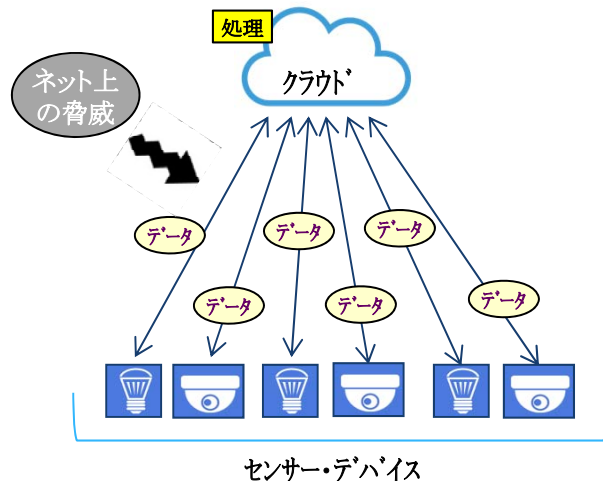 処理
クラウド
ネット上
の脅威
データ
データ
データ
データ
データ
データ
センサー・デバイス